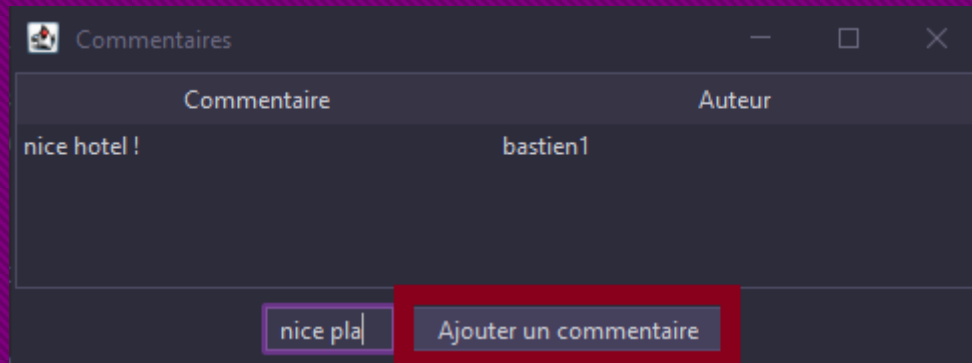 Commentaires
Commentaire Auteur
nice hotel ! bastien1
nice pla Ajouter un commentaire